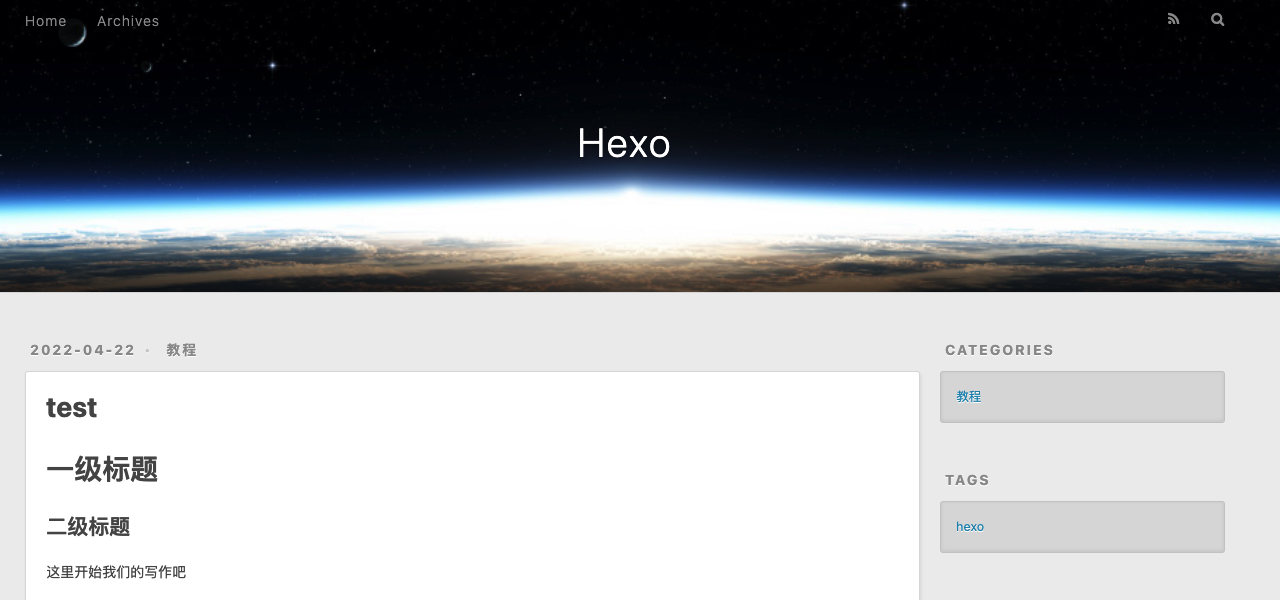 Home Archives
Hexo
2022-04-22 · 教程
test
一级标题
二级标题
这里开始我们的写作吧
CATEGORIES
教程
TAGS
hexo